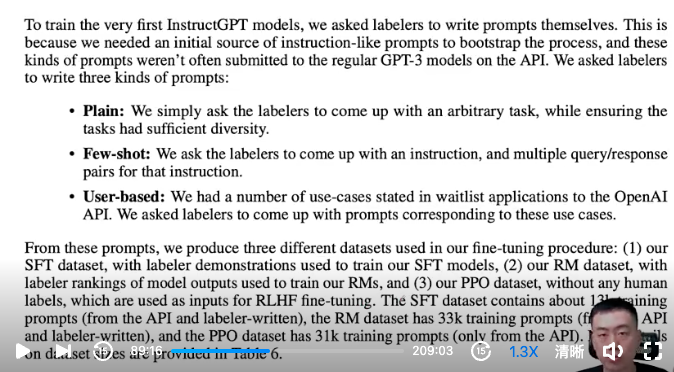 To train the very first InstructGPT models, we asked labelers to write prompts themselves. This is
because we needed an initial source of instruction-like prompts to bootstrap the process, and these
kinds of prompts weren't often submitted to the regular GPT-3 models on the API. We asked labelers
to write three kinds of prompts:
• Plain: We simply ask the labelers to come up with an arbitrary task, while ensuring the
tasks had sufficient diversity.
• Few-shot: We ask the labelers to come up with an instruction, and multiple query/response
pairs for that instruction.
• User-based: We had a number of use-cases stated in waitlist applications to the OpenAI
API. We asked labelers to come up with prompts corresponding to these use cases.
From these prompts, we produce three different datasets used in our fine-tuning procedure: (1) our
SFT dataset, with labeler demonstrations used to train our SFT models, (2) our RM dataset, with
labeler rankings of model outputs used to train our RMs, and (3) our PPO dataset, without any human
labels, which are used as inputs for RLHF fine-tuning. The SFT dataset contains about training
prompts (from the API and labeler-written), the RM dataset has 33k training prompts API
and labeler-written), and the PPO dataset has 31k training prompts (only from the API).
on dataset sizes are provided in Table 6.
15 89:16 209:03 15 1.3X 清晰